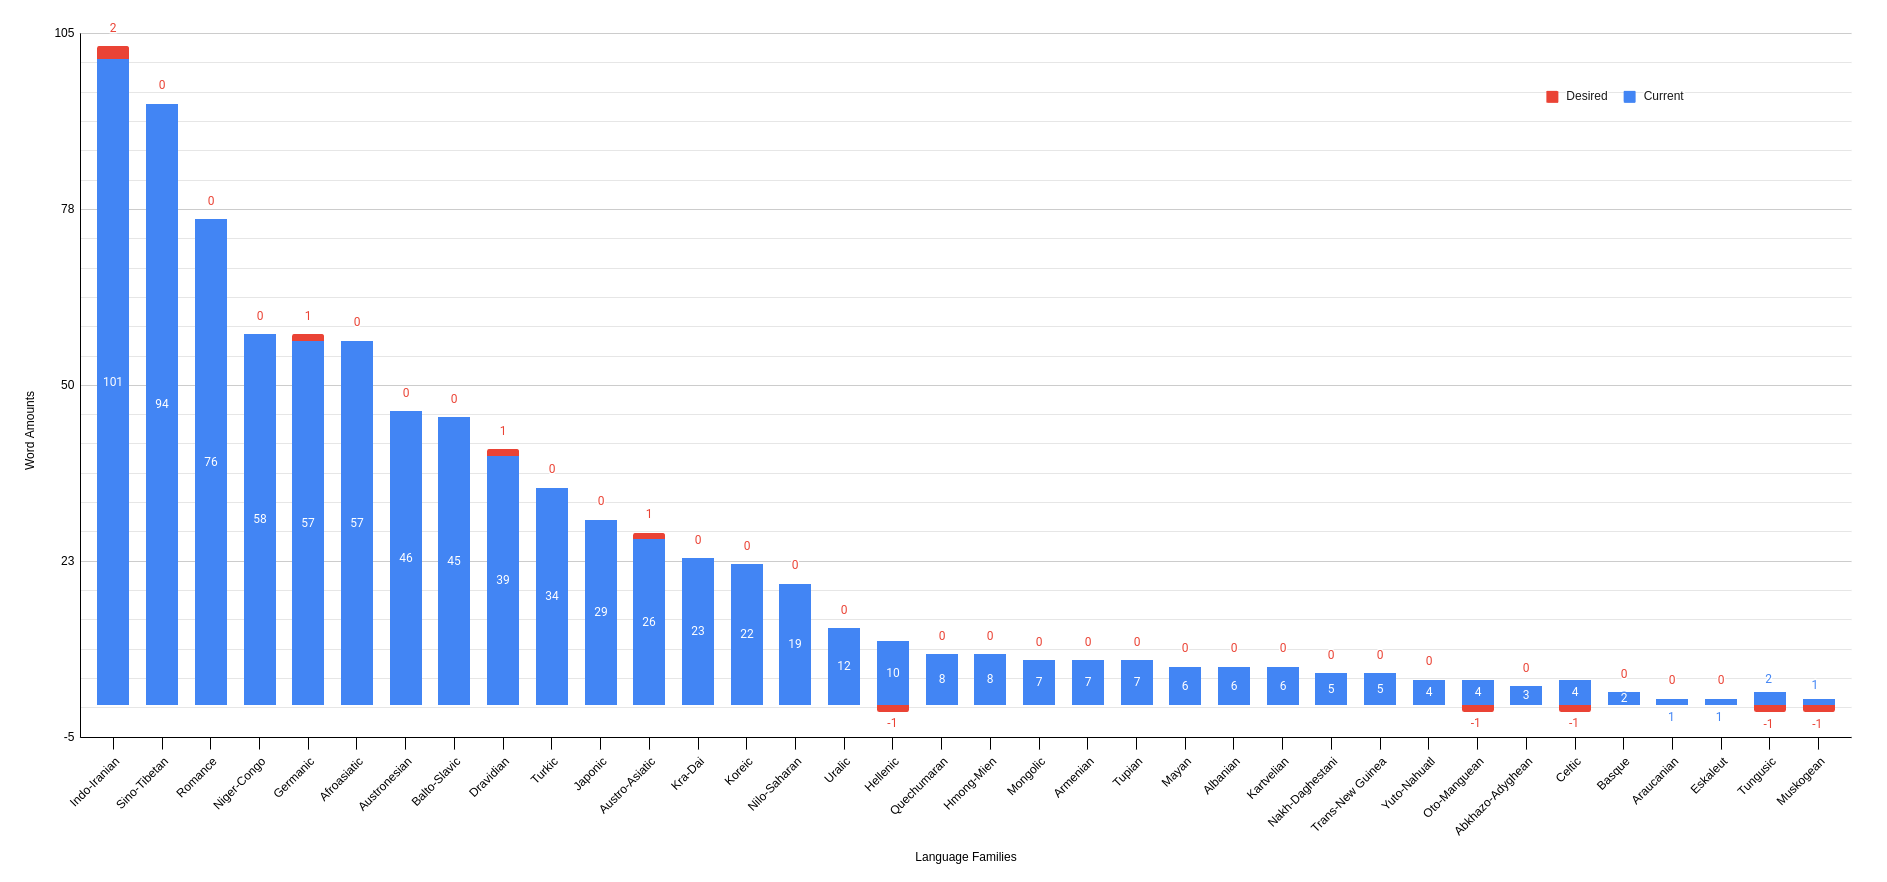 105
78
50
23
-5
Word Amounts
Desired
Current
2
0
0
0
1
0
0
0
1
0
0
1
0
0
0
0
-1
0
0
0
0
0
0
0
0
0
0
0
-1
0
-1
0
0
0
-1
-1
101
94
76
58
57
57
46
45
39
34
29
26
23
22
19
12
10
8
8
7
7
7
6
6
6
5
5
4
4
3
4
2
1
1
2
1
Indo-Iranian
Sino-Tibetan
Romance
Niger-Congo
Germanic
Afroasiatic
Austronesian
Balto-Slavic
Dravidian
Turkic
Japonic
Austro-Asiatic
Kra-Dai
Koreic
Nilo-Saharan
Uralic
Hellenic
Quechumaran
Hmong-Mien
Mongolic
Armenian
Tupian
Mayan
Albanian
Kartvelian
Nakh-Daghestani
Trans-New Guinea
Yuto-Nahuatl
Oto-Manguean
Abkhazo-Adyghean
Celtic
Basque
Araucanian
Eskaleut
Tungusic
Muskogean
Language Families